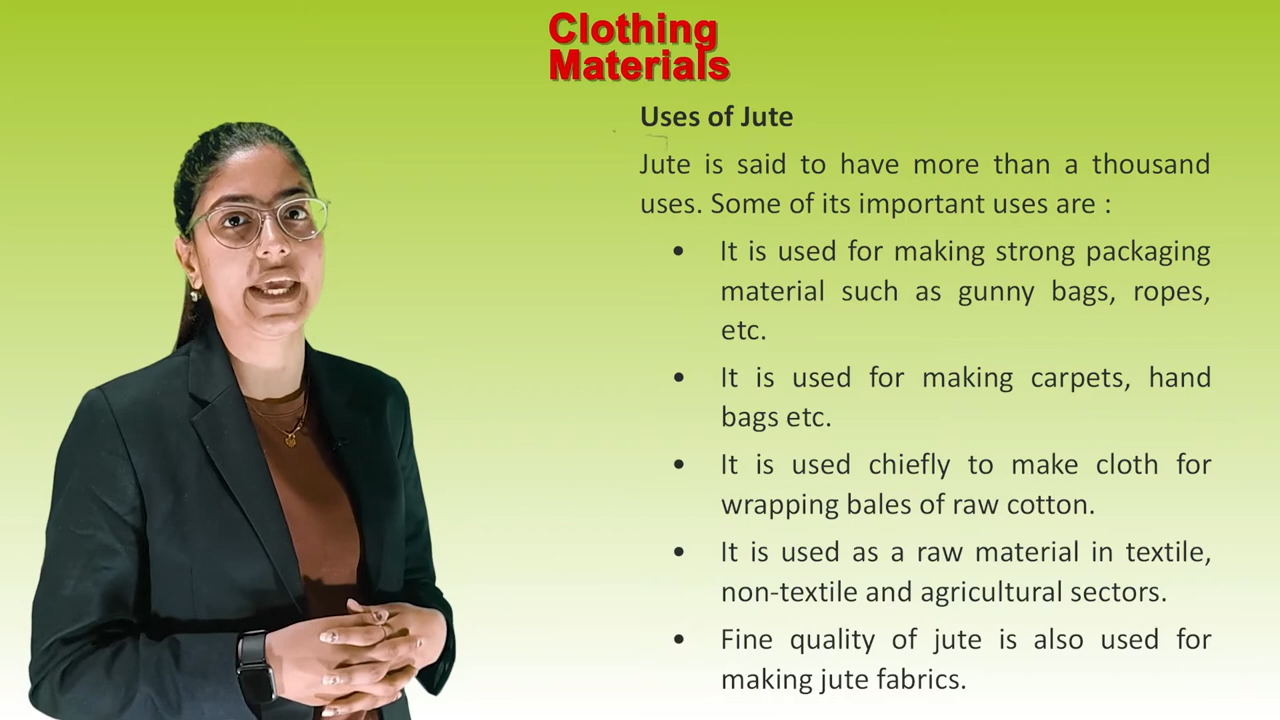 Clothing
Materials
Uses of Jute
Jute is said to have more than a thousand
uses. Some of its important uses are :
• It is used for making strong packaging
material such as gunny bags, ropes,
etc.
• It is used for making carpets, hand
bags etc.
• It is used chiefly to make cloth for
wrapping bales of raw cotton.
• It is used as a raw material in textile,
non-textile and agricultural sectors.
• Fine quality of jute is also used for
making jute fabrics.